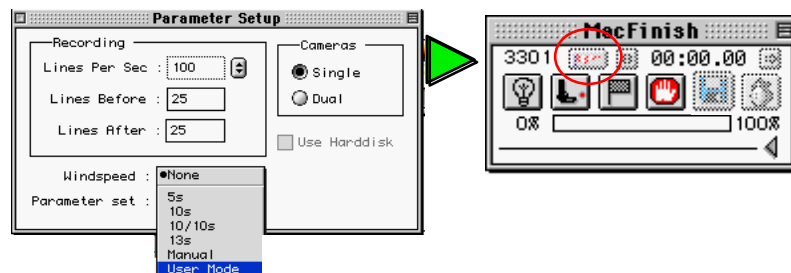 Parameter Setup
Recording
Lines Per Sec : 100
Lines Before : 25
Lines After : 25
Cameras
Single
Dual
Use Harddisk
Windspeed : None
Parameter set :
5s
10s
10/10s
13s
Manual
User Mode
MacFinish
3301
00:00.00
0%
100%